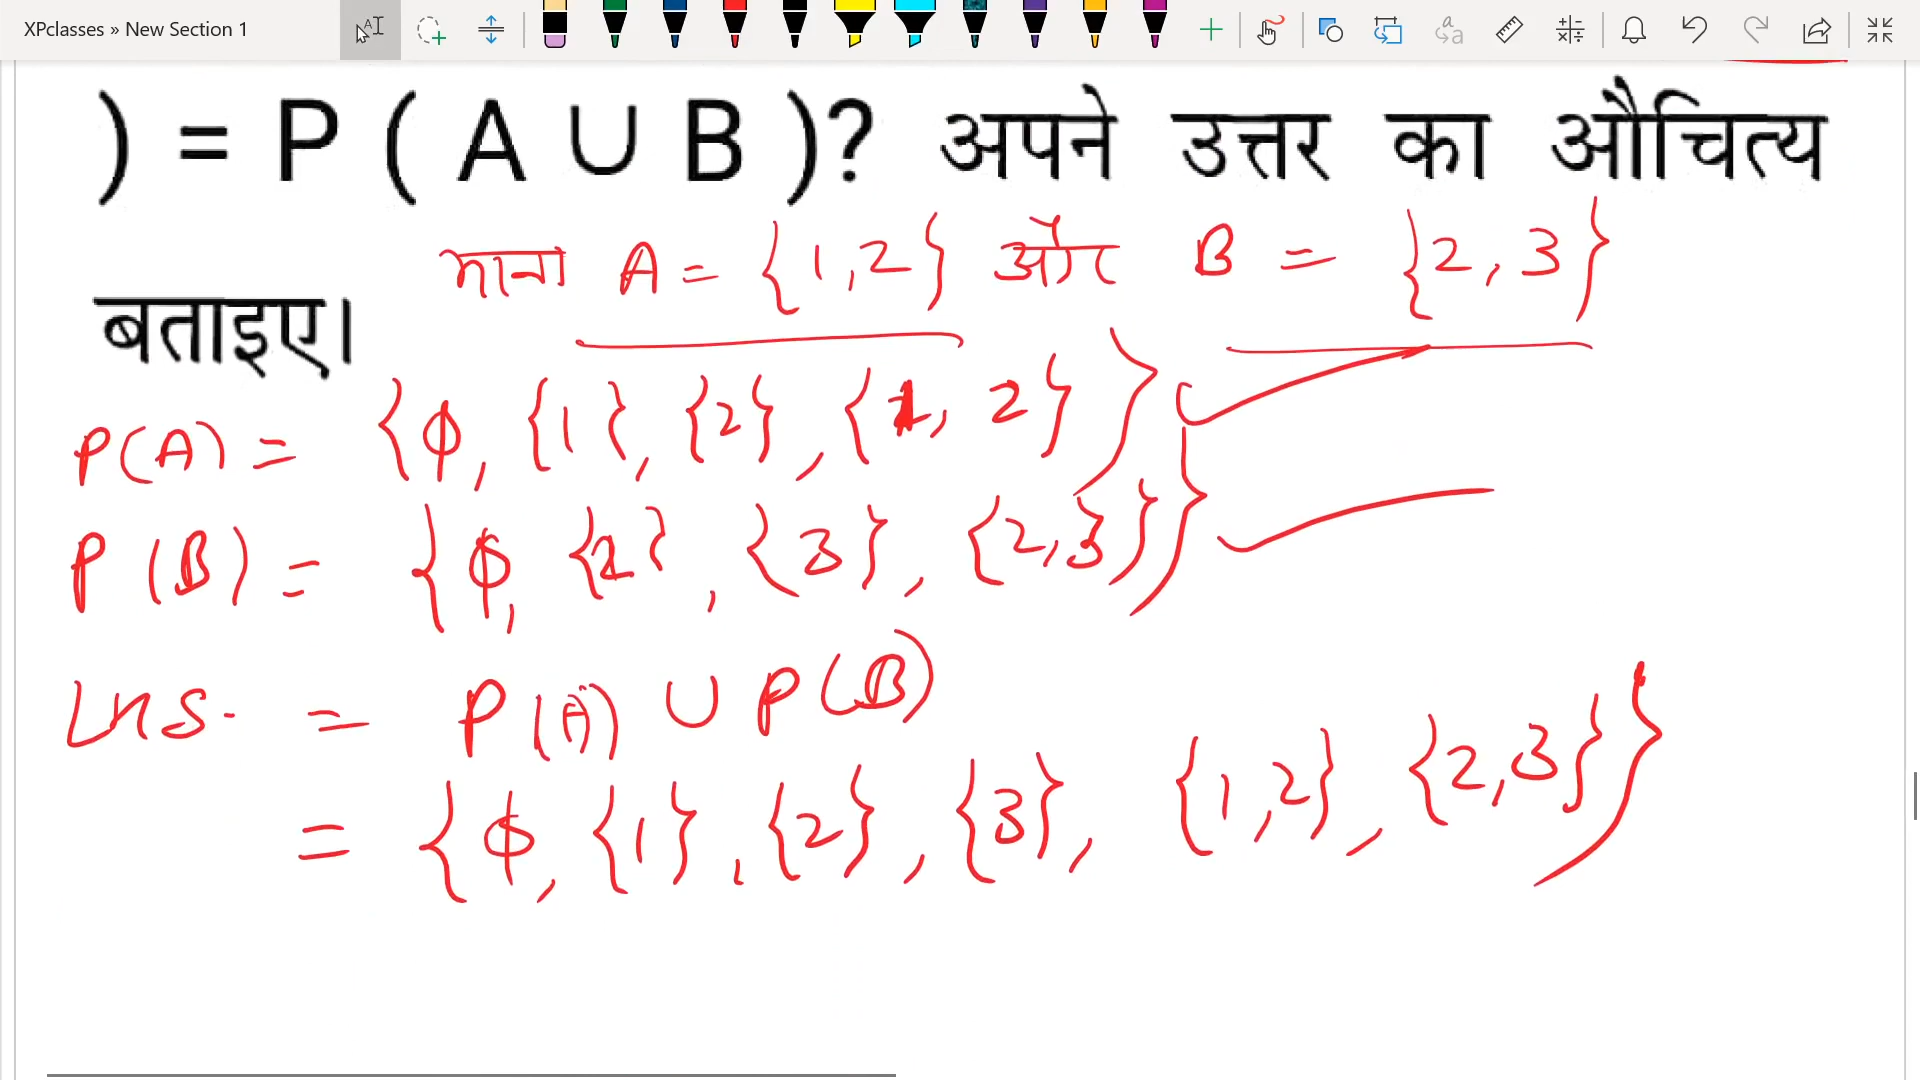 XPclasses » New Section 1
) = P ( A ∪ B )? अपने उत्तर का औचित्य
माना A = {1,2} और B = {2, 3}
बताइए।
P(A) = {φ, {1}, {2}, {1, 2}}
P(B) = {φ, {2}, {3}, {2,3}}
LHS. = P(A) ∪ P(B)
= {φ, {1}, {2}, {3}, {1,2}, {2,3}}